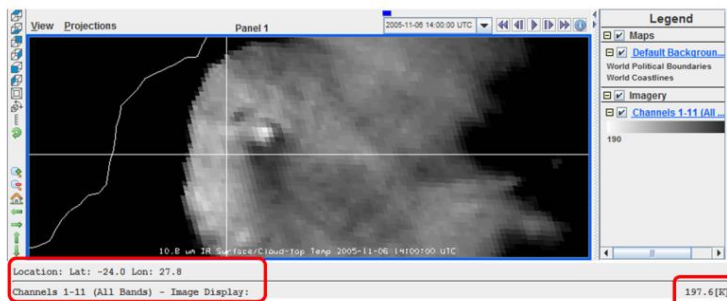 View Projections
Panel 1
2005-11-06 14:00:00 UTC
Legend
Maps
Default Backgroun...
World Political Boundaries
World Coastlines
Imagery
Channels 1-11 (All ...
190
10.8 um IR Surface/Cloud-top Temp 2005-11-06 14:00:00 UTC
Location: Lat: -24.0 Lon: 27.8
Channels 1-11 (All Bands) - Image Display:
197.6[K]